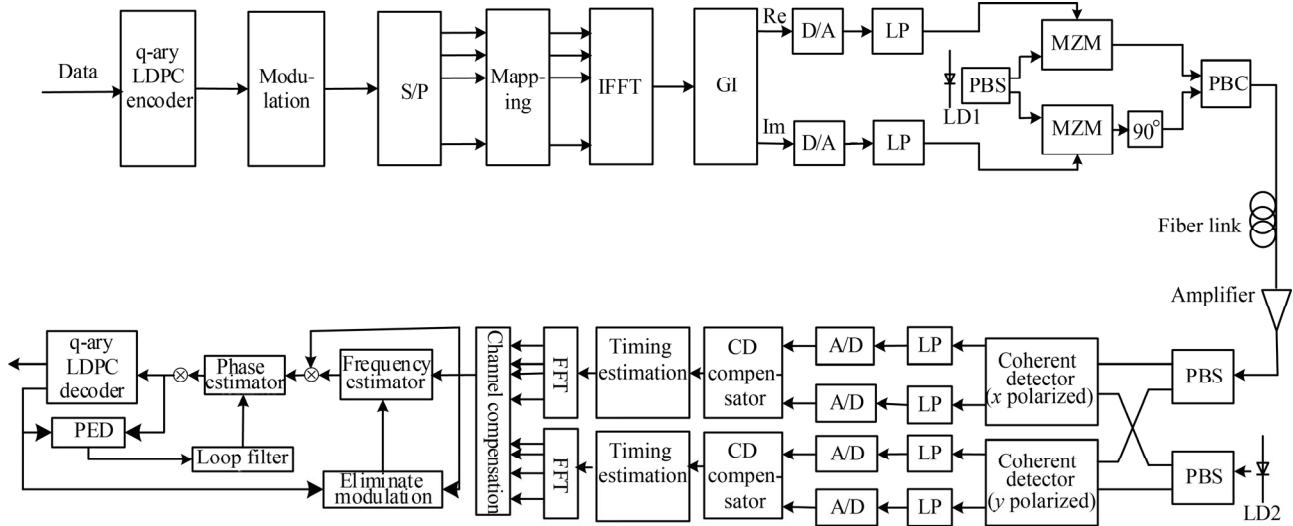 Data
q-ary
LDPC
encoder
Modu-
lation
S/P
Mapp-
ing
IFFT
GI
Re
Im
D/A
LP
D/A
LP
LD1
PBS
MZM
MZM
90°
PBC
Fiber link
Amplifier
q-ary
LDPC
decoder
PED
Phase
cstimator
Loop filter
Frequency
cstimator
Eliminate
modulation
Channel compensation
FFT
FFT
Timing
estimation
Timing
estimation
CD
compen-
sator
CD
compen-
sator
A/D
LP
A/D
LP
A/D
LP
A/D
LP
Coherent
detector
(x polarized)
Coherent
detector
(y polarized)
PBS
PBS
LD2